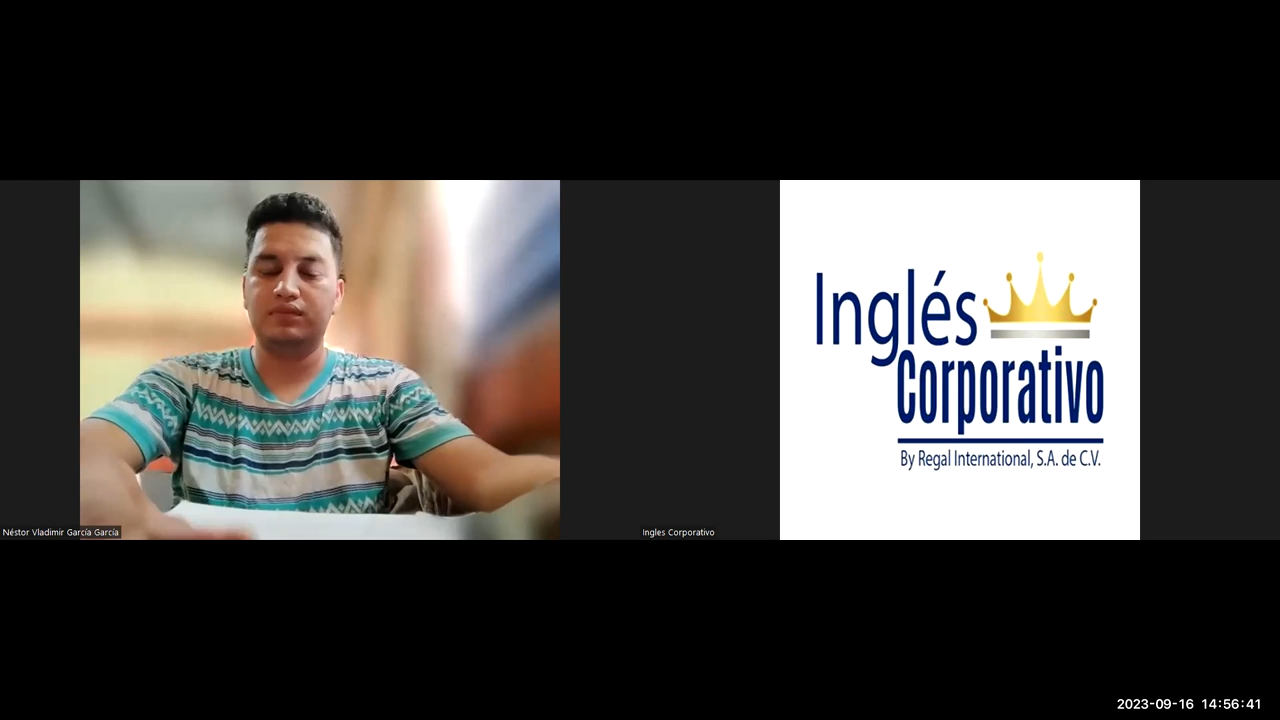 Inglés
Corporativo
By Regal International, S.A. de C.V.
Néstor Vladimir García García
Ingles Corporativo
2023-09-16 14:56:41